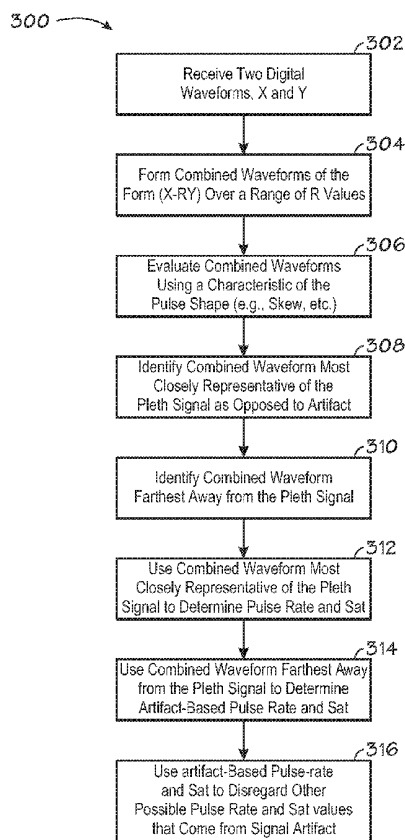 300
302
Receive Two Digital
Waveforms, X and Y
304
Form Combined Waveforms of the
Form (X-RY) Over a Range of R Values
306
Evaluate Combined Waveforms
Using a Characteristic of the
Pulse Shape (e.g., Skew, etc.)
308
Identify Combined Waveform Most
Closely Representative of the
Pleth Signal as Opposed to Artifact
310
Identify Combined Waveform
Farthest Away from the Pleth Signal
312
Use Combined Waveform Most
Closely Representative of the Pleth
Signal to Determine Pulse Rate and Sat
314
Use Combined Waveform Farthest Away
from the Pleth Signal to Determine
Artifact-Based Pulse Rate and Sat
316
Use artifact-Based Pulse-rate
and Sat to Disregard Other
Possible Pulse Rate and Sat values
that Come from Signal Artifact